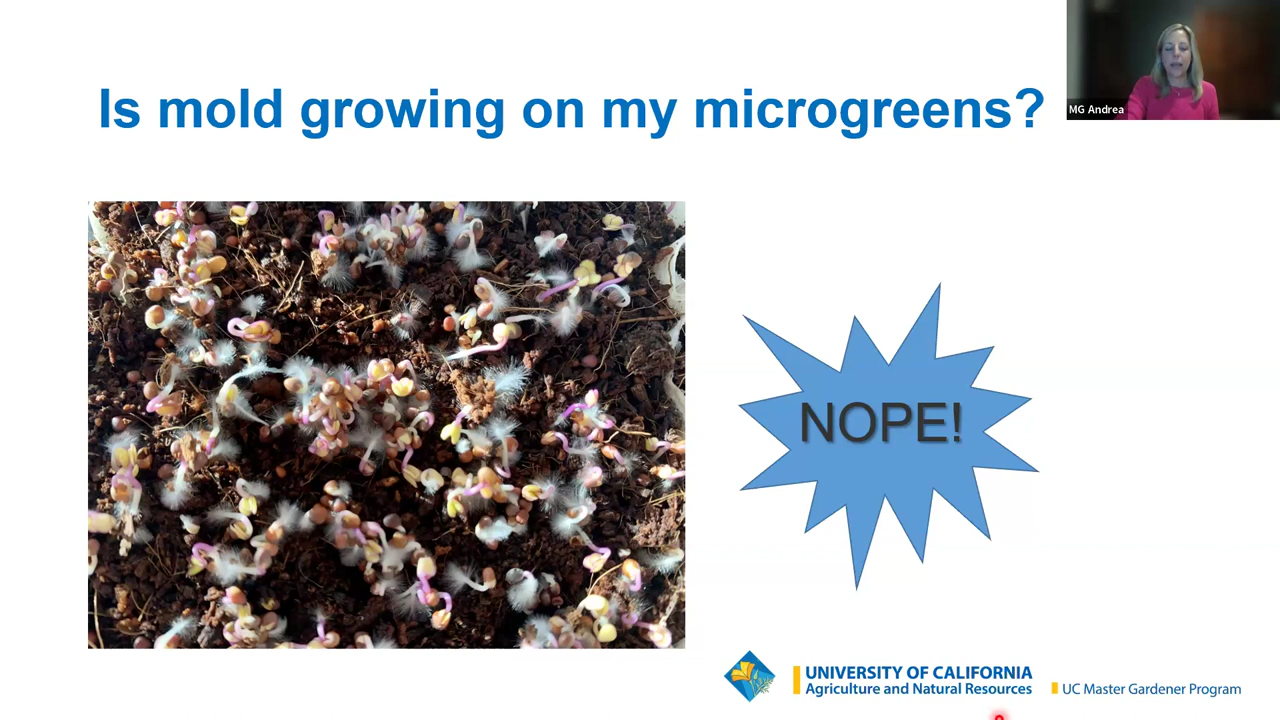 Is mold growing on my microgreens?
MG Andrea
NOPE!
UNIVERSITY OF CALIFORNIA
Agriculture and Natural Resources
UC Master Gardener Program